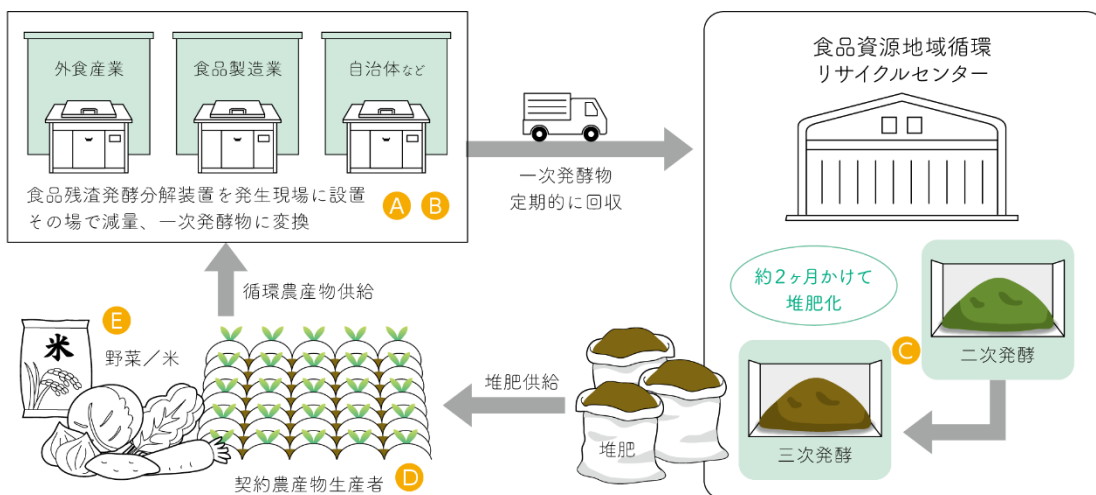 外食産業
食品製造業
自治体など
食品残渣発酵分解装置を発生現場に設置
その場で減量、一次発酵物に変換
A B
一次発酵物
定期的に回収
食品資源地域循環
リサイクルセンター
約2ヶ月かけて
堆肥化
二次発酵
C
三次発酵
堆肥
堆肥供給
契約農産物生産者 D
E
米
野菜／米
循環農産物供給